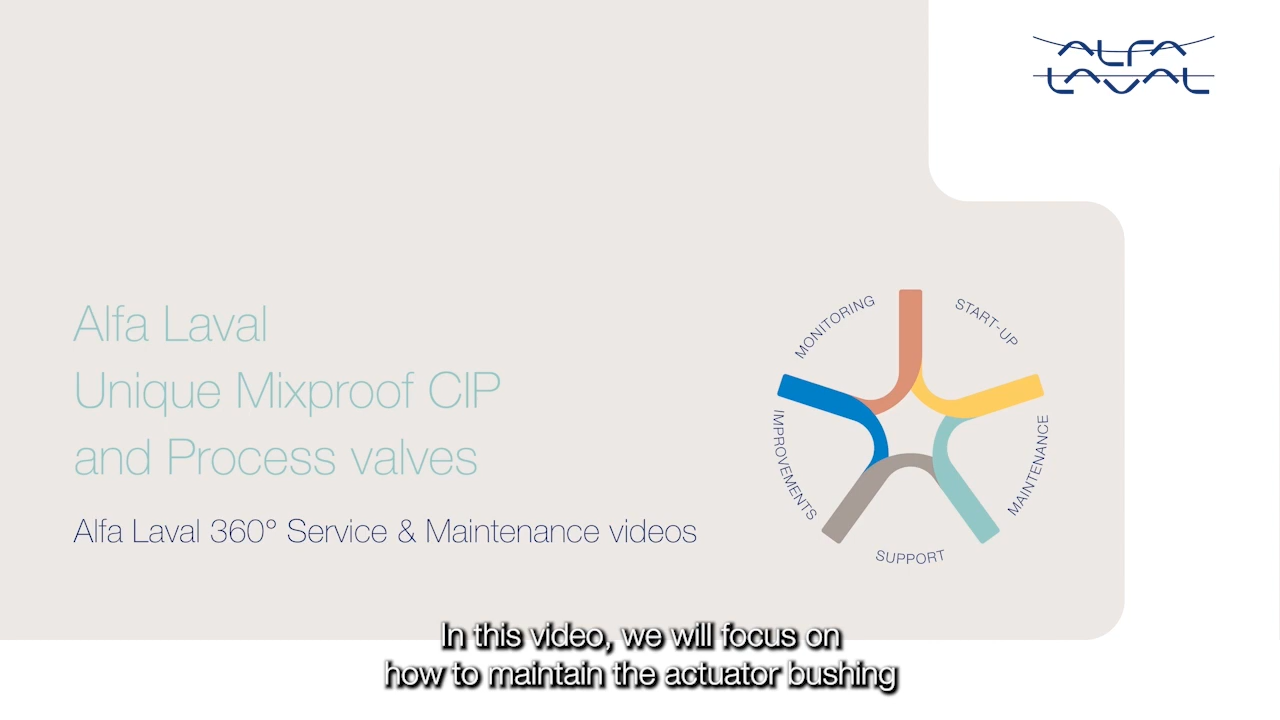 ALFA
LAVAL
Alfa Laval
Unique Mixproof CIP
and Process valves
Alfa Laval 360° Service & Maintenance videos
MONITORING
START-UP
IMPROVEMENTS
MAINTENANCE
SUPPORT
In this video, we will focus on
how to maintain the actuator bushing